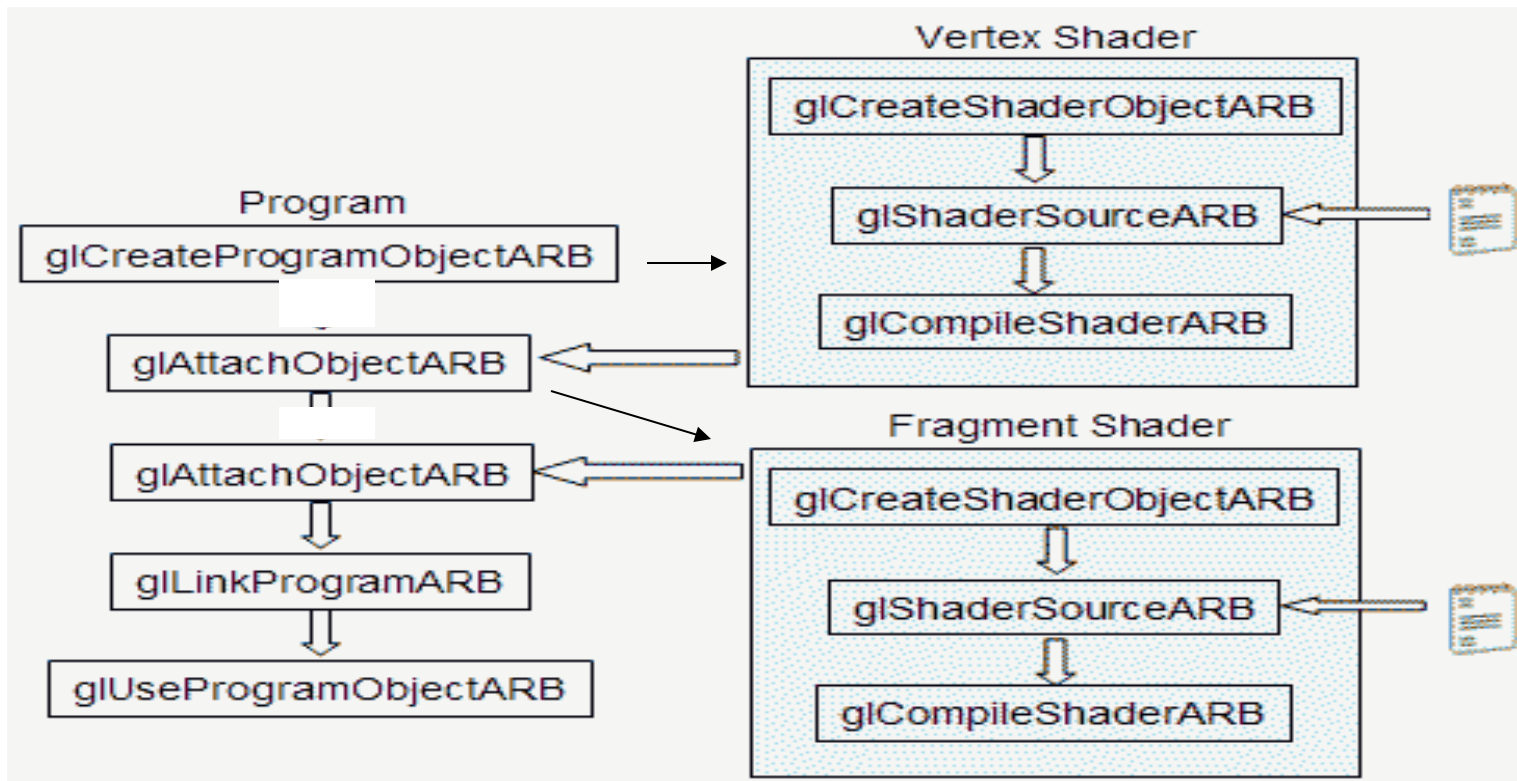 Program
glCreateProgramObjectARB
glAttachObjectARB
glAttachObjectARB
glLinkProgramARB
glUseProgramObjectARB
Vertex Shader
glCreateShaderObjectARB
glShaderSourceARB
glCompileShaderARB
Fragment Shader
glCreateShaderObjectARB
glShaderSourceARB
glCompileShaderARB